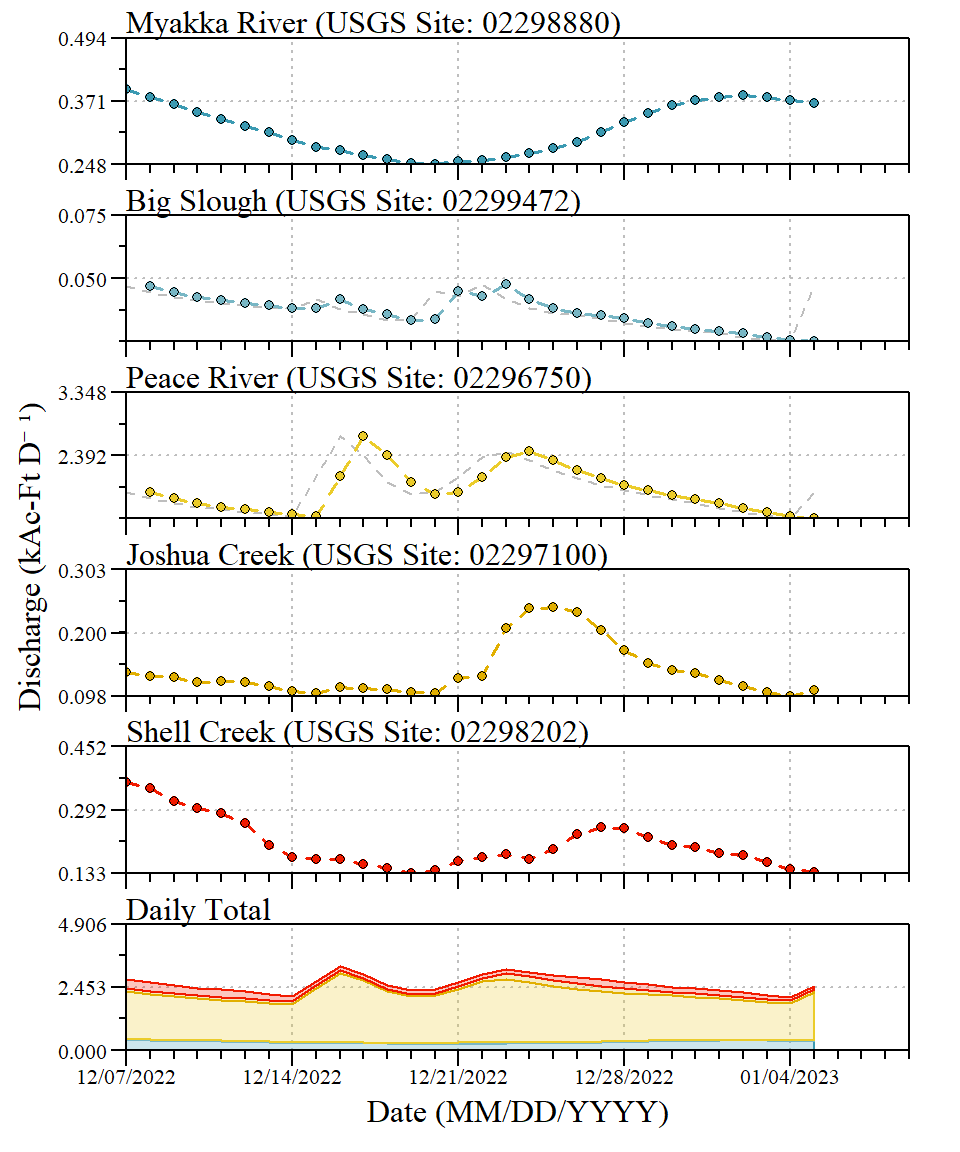 Myakka River (USGS Site: 02298880)
0.494
0.371
0.248
Big Slough (USGS Site: 02299472)
0.075
0.050
Peace River (USGS Site: 02296750)
3.348
2.392
Joshua Creek (USGS Site: 02297100)
0.303
0.200
0.098
Shell Creek (USGS Site: 02298202)
0.452
0.292
0.133
Daily Total
4.906
2.453
0.000
12/07/2022 12/14/2022 12/21/2022 12/28/2022 01/04/2023
Date (MM/DD/YYYY)
Discharge (kAc-Ft D⁻¹)